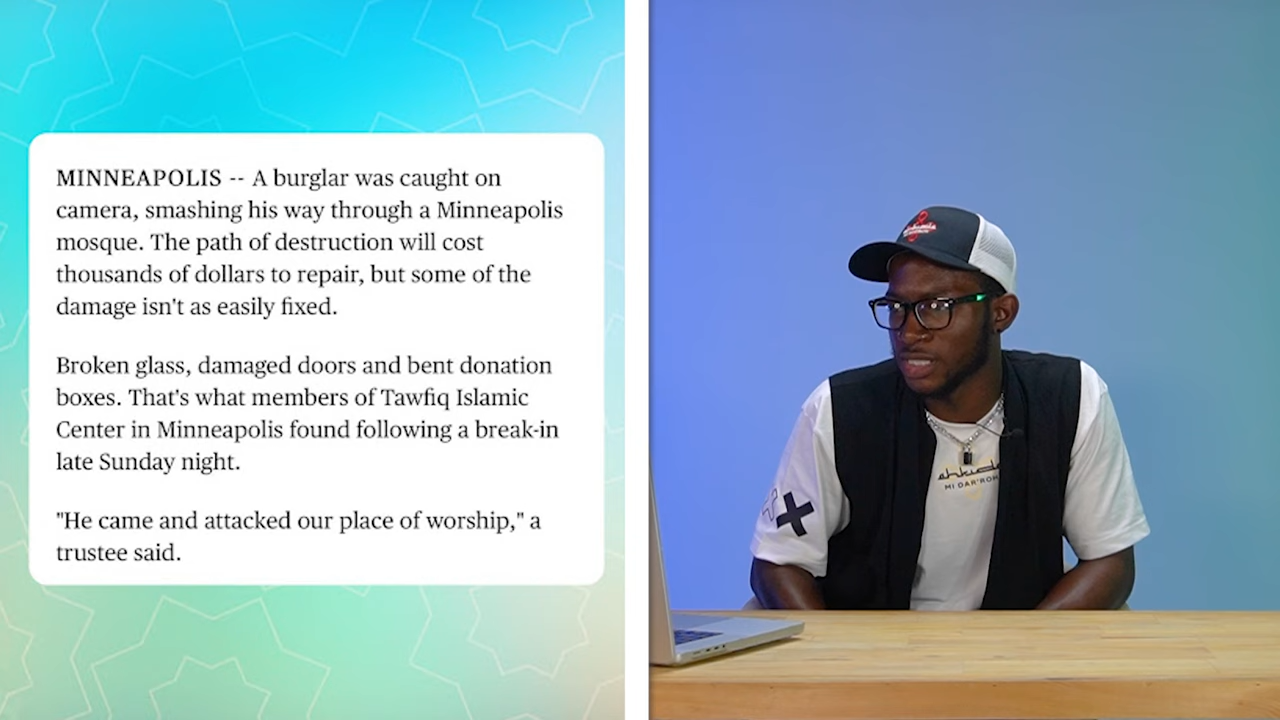 MINNEAPOLIS -- A burglar was caught on
camera, smashing his way through a Minneapolis
mosque. The path of destruction will cost
thousands of dollars to repair, but some of the
damage isn't as easily fixed.
Broken glass, damaged doors and bent donation
boxes. That's what members of Tawfiq Islamic
Center in Minneapolis found following a break-in
late Sunday night.
"He came and attacked our place of worship," a
trustee said.
MI DAR'ROH